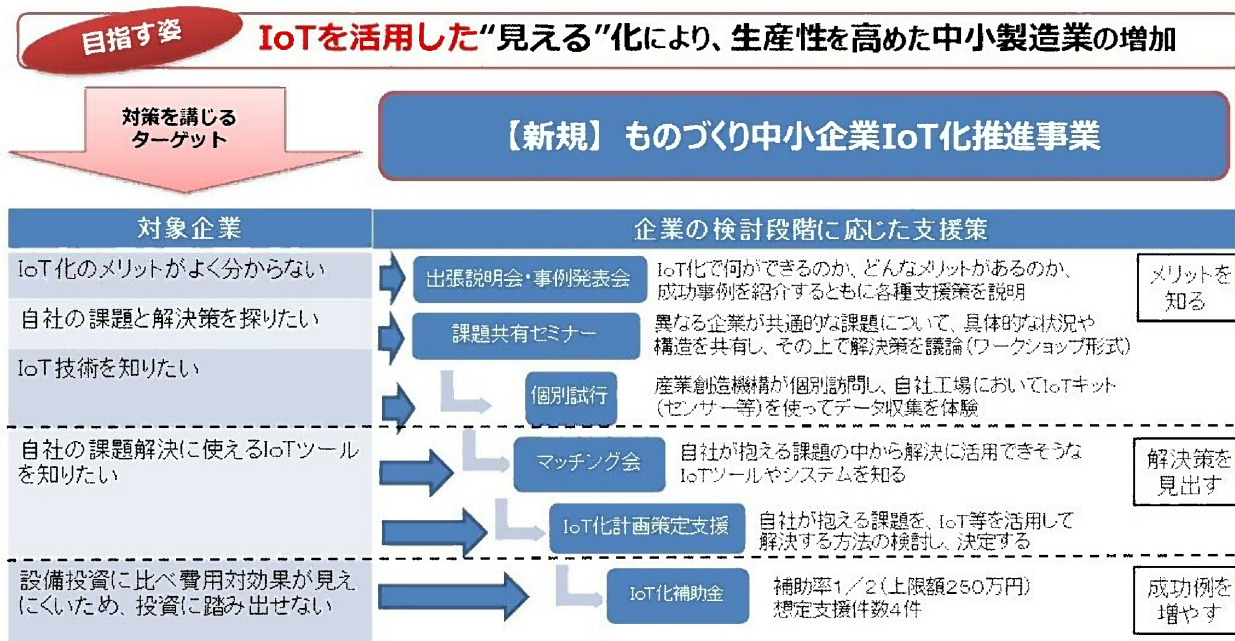 目指す姿
IoTを活用した“見える”化により、生産性を高めた中小製造業の増加
対策を講じる
ターゲット
【新規】ものづくり中小企業IoT化推進事業
対象企業
企業の検討段階に応じた支援策
IoT化のメリットがよく分からない
出張説明会・事例発表会
IoT化で何ができるのか、どんなメリットがあるのか、
成功事例を紹介するともに各種支援策を説明
メリットを
知る
自社の課題と解決策を探りたい
課題共有セミナー
異なる企業が共通的な課題について、具体的な状況や
構造を共有し、その上で解決策を議論(ワークショップ形式)
IoT技術を知りたい
個別試行
産業創造機構が個別訪問し、自社工場においてIoTキット
(センサー等)を使ってデータ収集を体験
自社の課題解決に使えるIoTツール
を知りたい
マッチング会
自社が抱える課題の中から解決に活用できそうな
IoTツールやシステムを知る
解決策を
見出す
IoT化計画策定支援
自社が抱える課題を、IoT等を活用して
解決する方法の検討し、決定する
設備投資に比べ費用対効果が見え
にくいため、投資に踏み出せない
IoT化補助金
補助率1/2(上限額250万円)
想定支援件数4件
成功例を
増やす